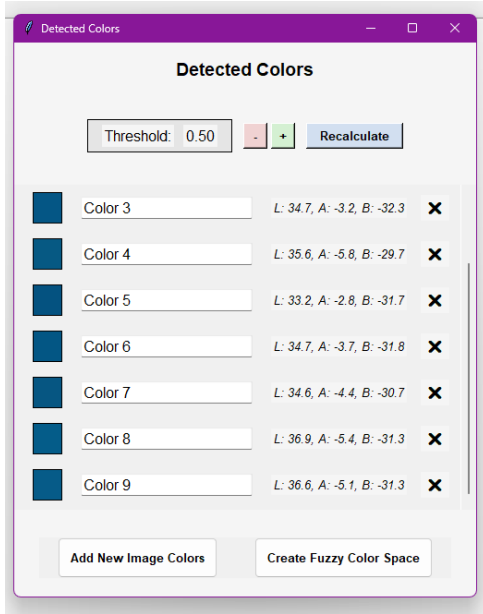 Detected Colors
Detected Colors
Threshold: 0.50 - + Recalculate
Color 3 L: 34.7, A: -3.2, B: -32.3
Color 4 L: 35.6, A: -5.8, B: -29.7
Color 5 L: 33.2, A: -2.8, B: -31.7
Color 6 L: 34.7, A: -3.7, B: -31.8
Color 7 L: 34.6, A: -4.4, B: -30.7
Color 8 L: 36.9, A: -5.4, B: -31.3
Color 9 L: 36.6, A: -5.1, B: -31.3
Add New Image Colors Create Fuzzy Color Space